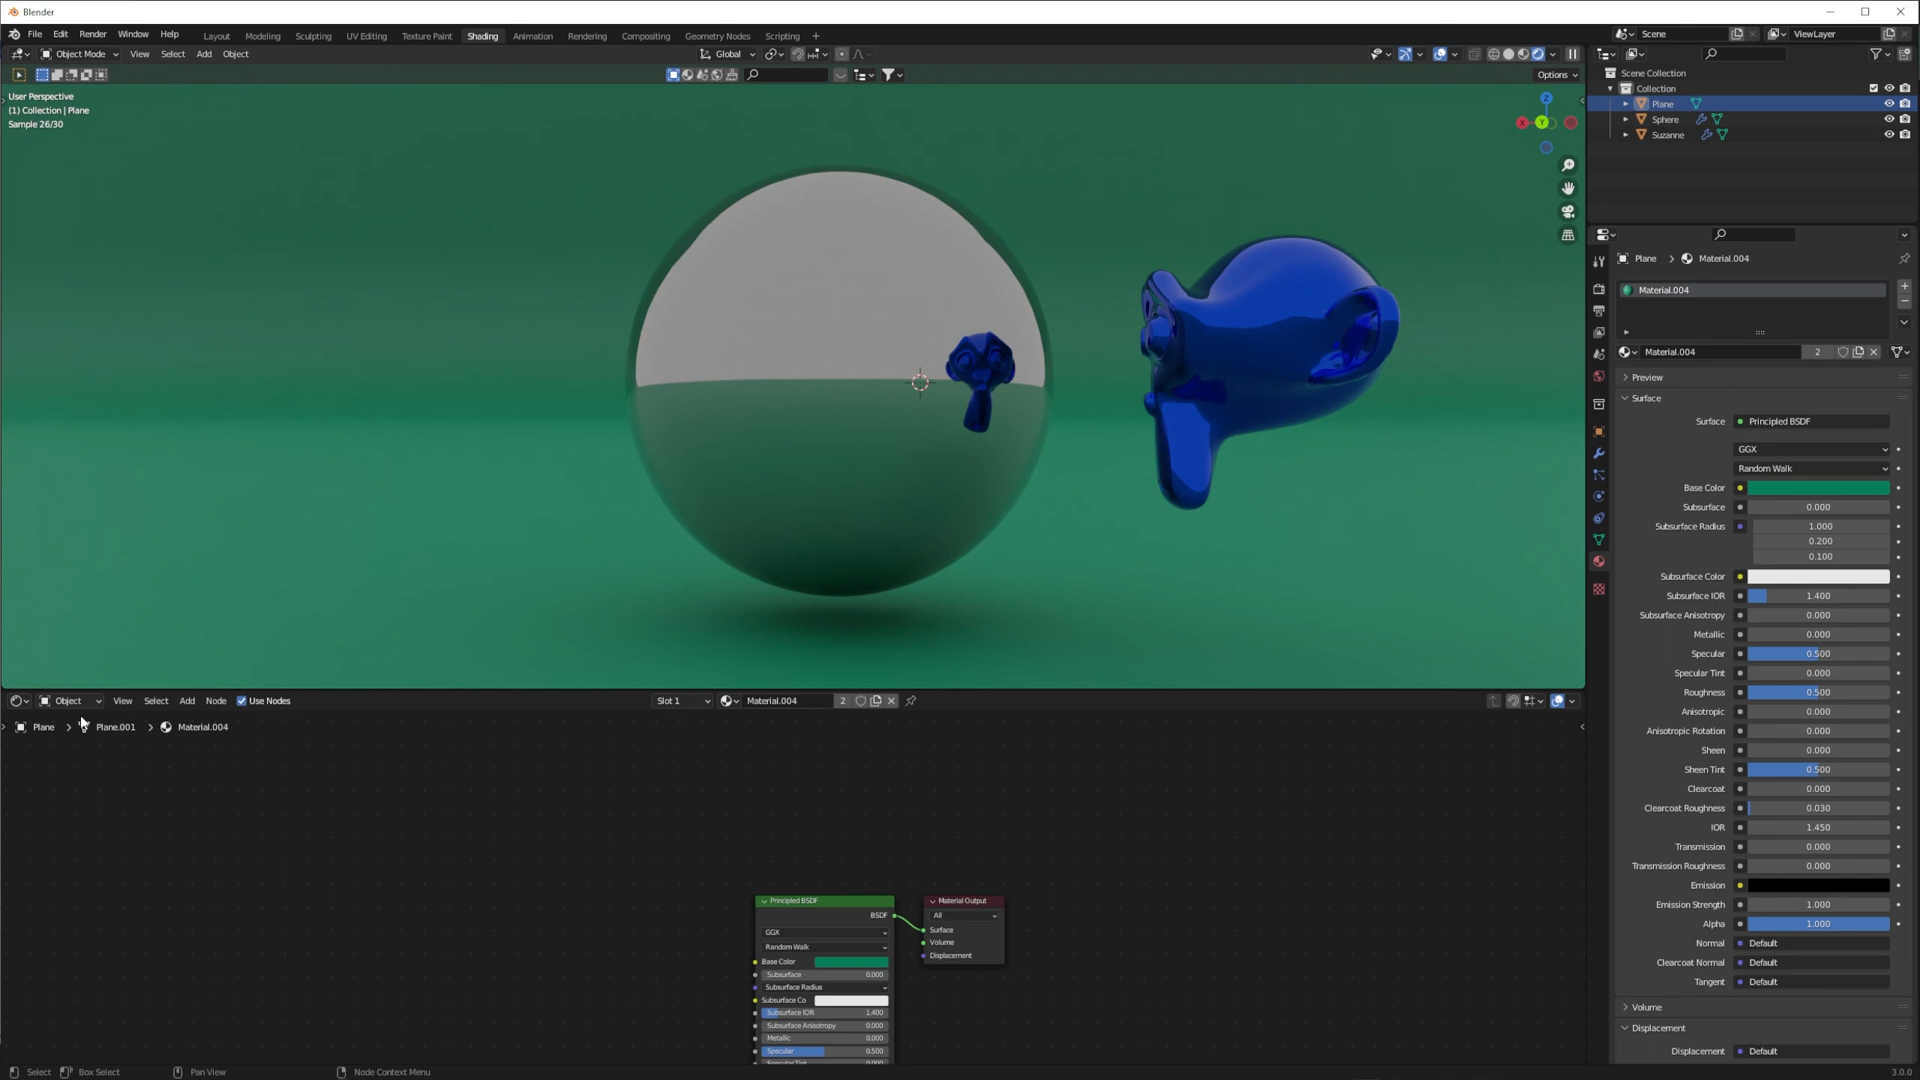 Blender
File Edit Render Window Help Layout Modeling Sculpting UV Editing Texture Paint Shading Animation Rendering Compositing Geometry Nodes Scripting + Scene ViewLayer
Object Mode View Select Add Object Global
Options
User Perspective
(1) Collection | Plane
Sample 26/30
Z
X
Y
Scene Collection
Collection
Plane
Sphere
Suzanne
Plane > Material.004
Material.004
Material.004 2
Preview
Surface
Surface Principled BSDF
GGX
Random Walk
Base Color
Subsurface 0.000
Subsurface Radius 1.000
0.200
0.100
Subsurface Color
Subsurface IOR 1.400
Subsurface Anisotropy 0.000
Metallic 0.000
Specular 0.500
Specular Tint 0.000
Roughness 0.500
Anisotropic 0.000
Anisotropic Rotation 0.000
Sheen 0.000
Sheen Tint 0.500
Clearcoat 0.000
Clearcoat Roughness 0.030
IOR 1.450
Transmission 0.000
Transmission Roughness 0.000
Emission
Emission Strength 1.000
Alpha 1.000
Normal Default
Clearcoat Normal Default
Tangent Default
Volume
Displacement
Displacement Default
Object View Select Add Node Use Nodes Slot 1 Material.004 2
Plane > Plane.001 > Material.004
Principled BSDF
BSDF
GGX
Random Walk
Base Color
Subsurface 0.000
Subsurface Radius
Subsurface Co
Subsurface IOR 1.400
Subsurface Anisotropy 0.000
Metallic 0.000
Specular 0.500
Material Output
All
Surface
Volume
Displacement
Select Box Select Pan View Node Context Menu 3.0.0